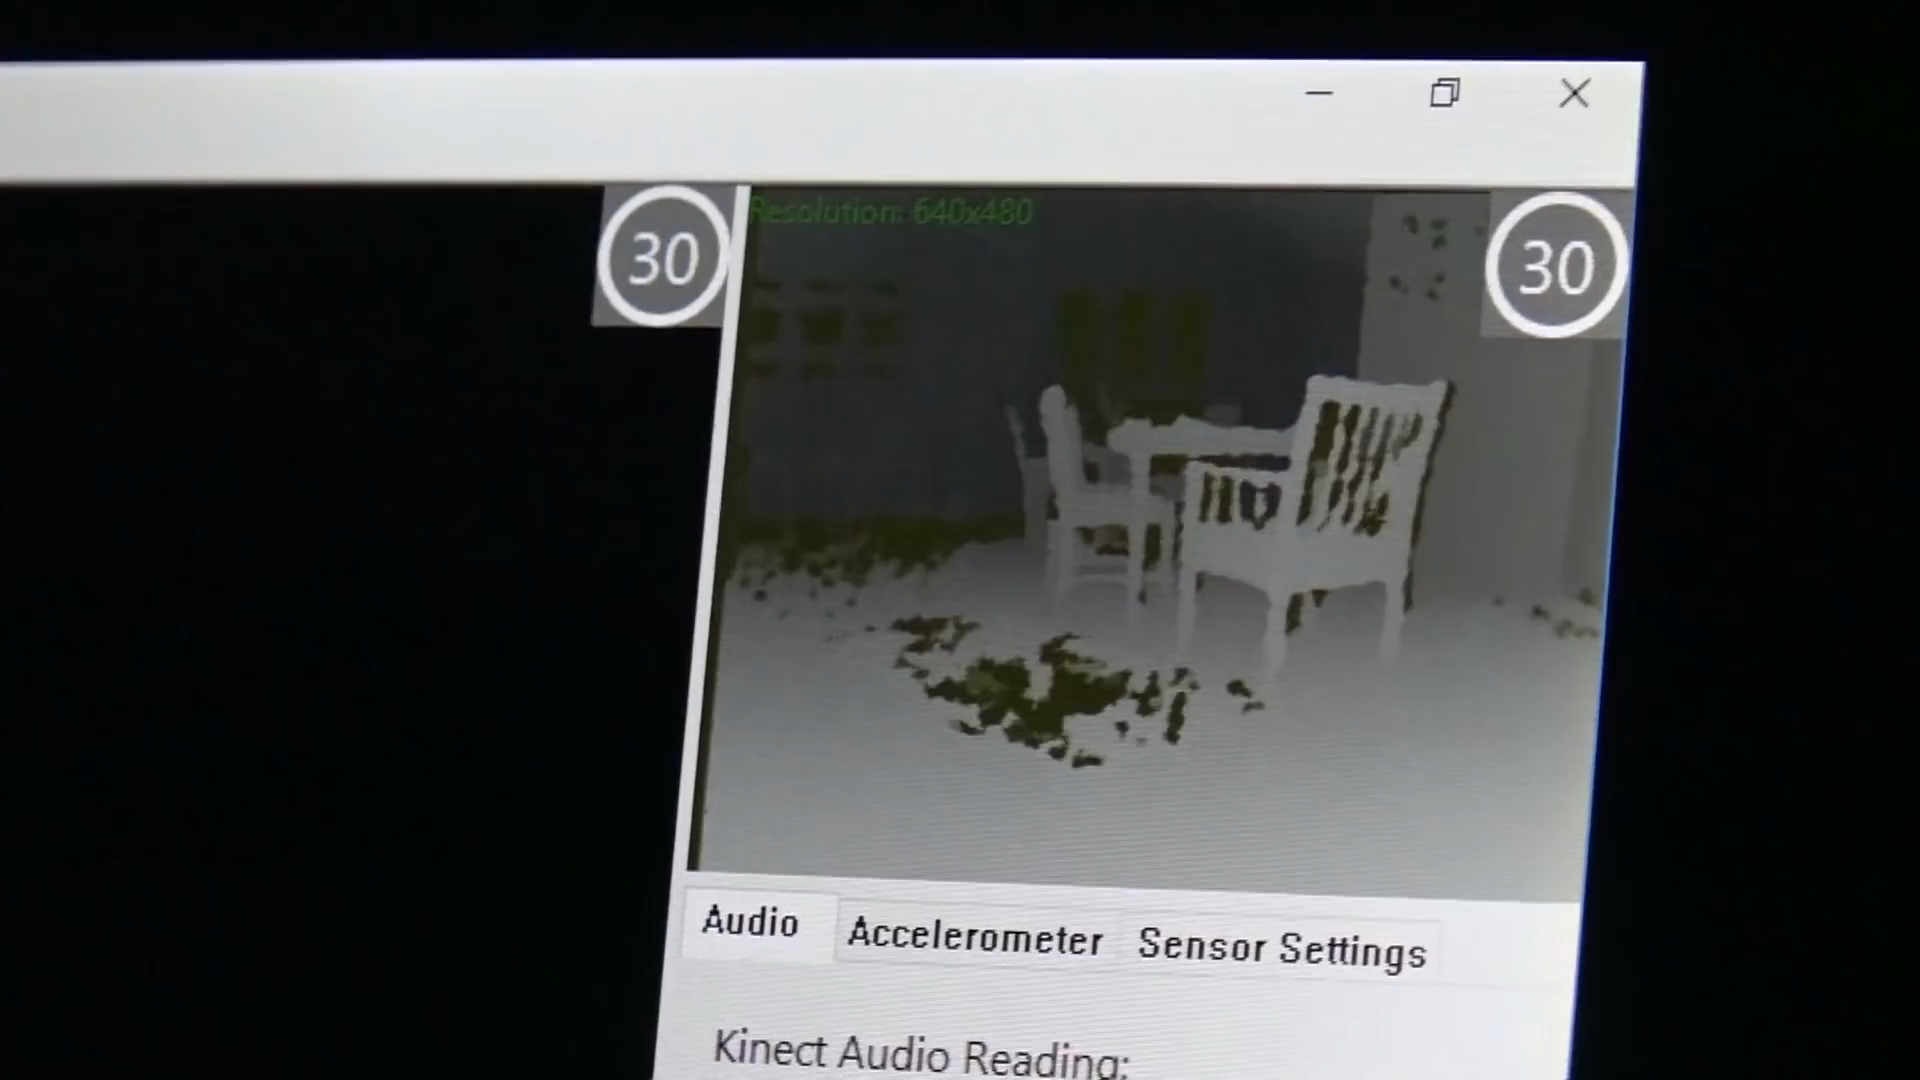 30
Resolution: 640x480
30
Audio
Accelerometer
Sensor Settings
Kinect Audio Reading: